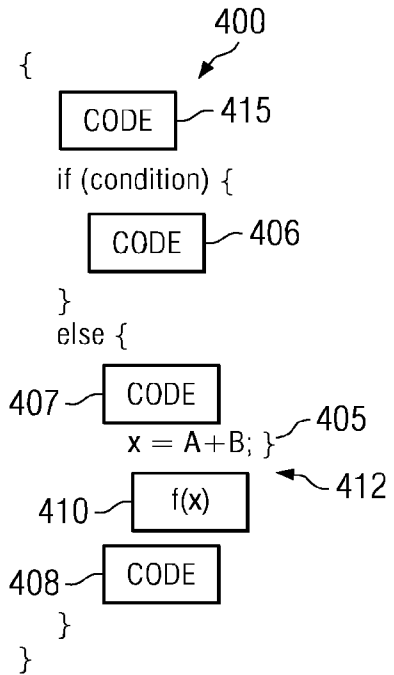 400
{
CODE 415
if (condition) {
CODE 406
}
else {
407 CODE
x = A+B; } 405
412
410 f(x)
408 CODE
}
}